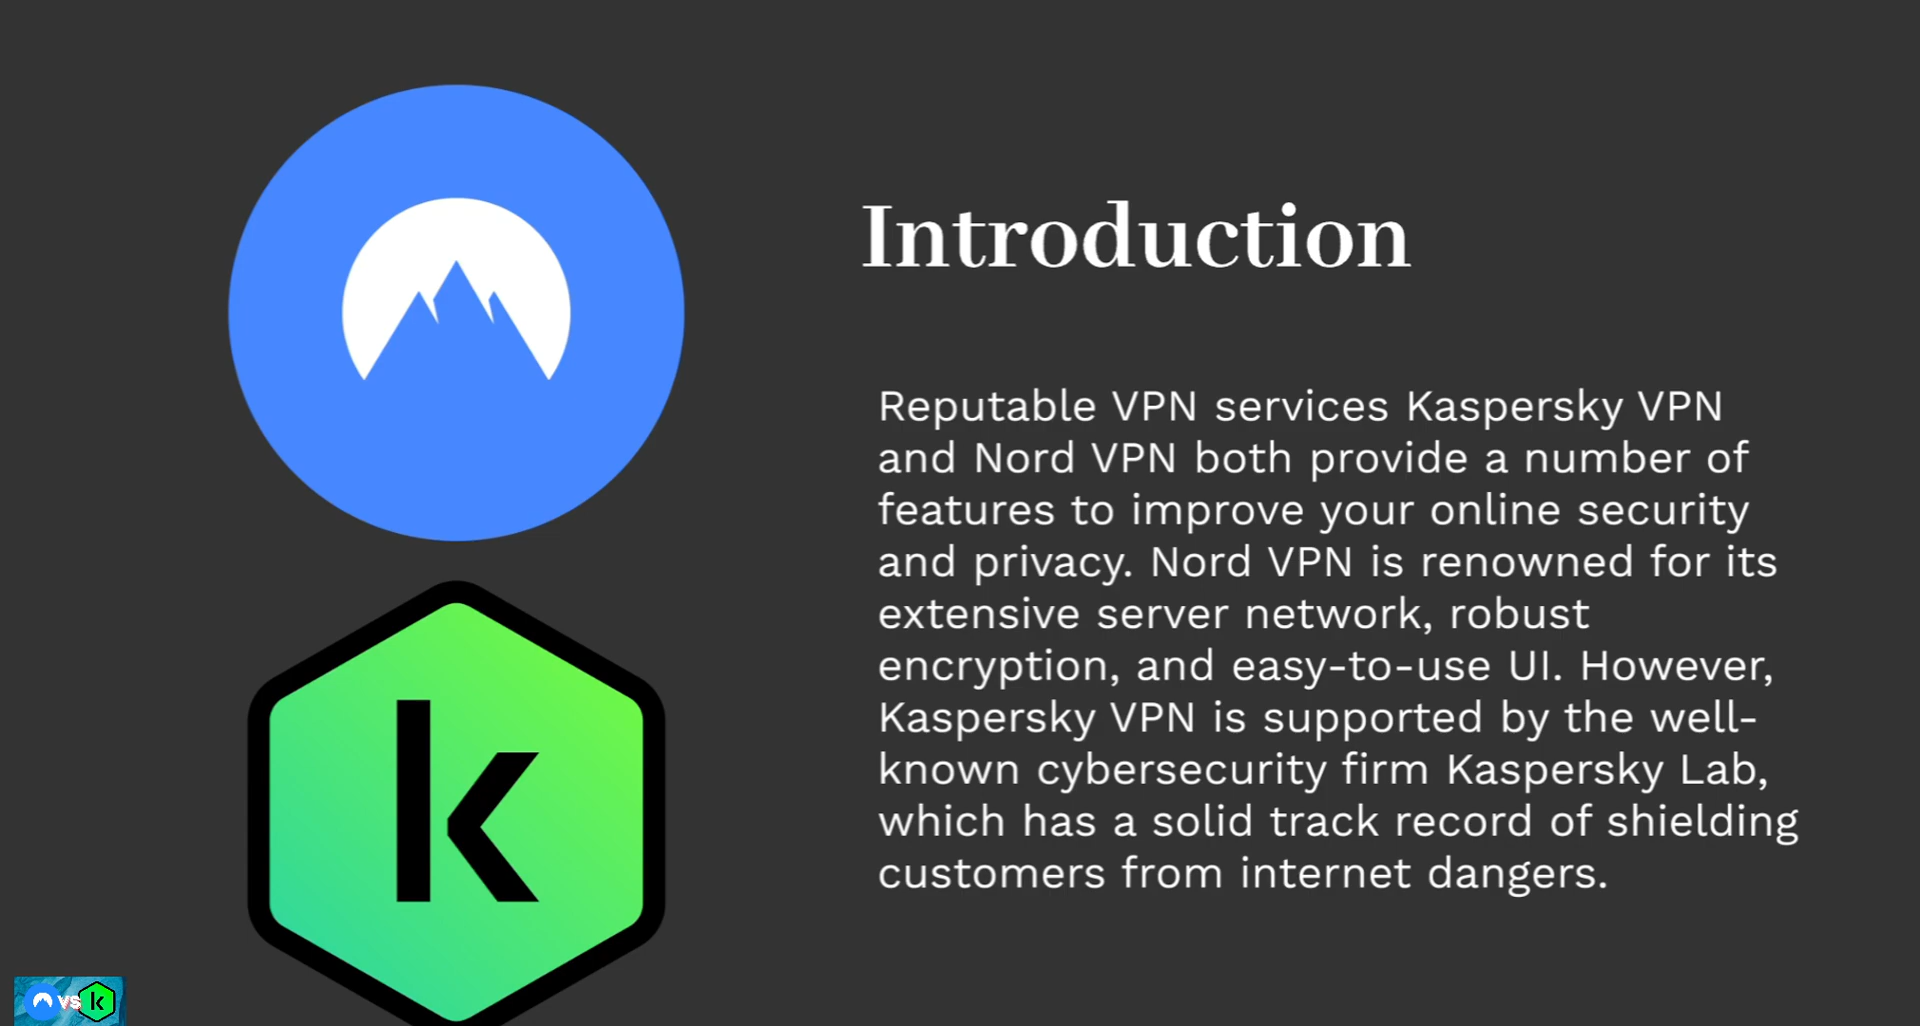 Introduction
Reputable VPN services Kaspersky VPN
and Nord VPN both provide a number of
features to improve your online security
and privacy. Nord VPN is renowned for its
extensive server network, robust
encryption, and easy-to-use UI. However,
Kaspersky VPN is supported by the well-
known cybersecurity firm Kaspersky Lab,
which has a solid track record of shielding
customers from internet dangers.
k
VS k